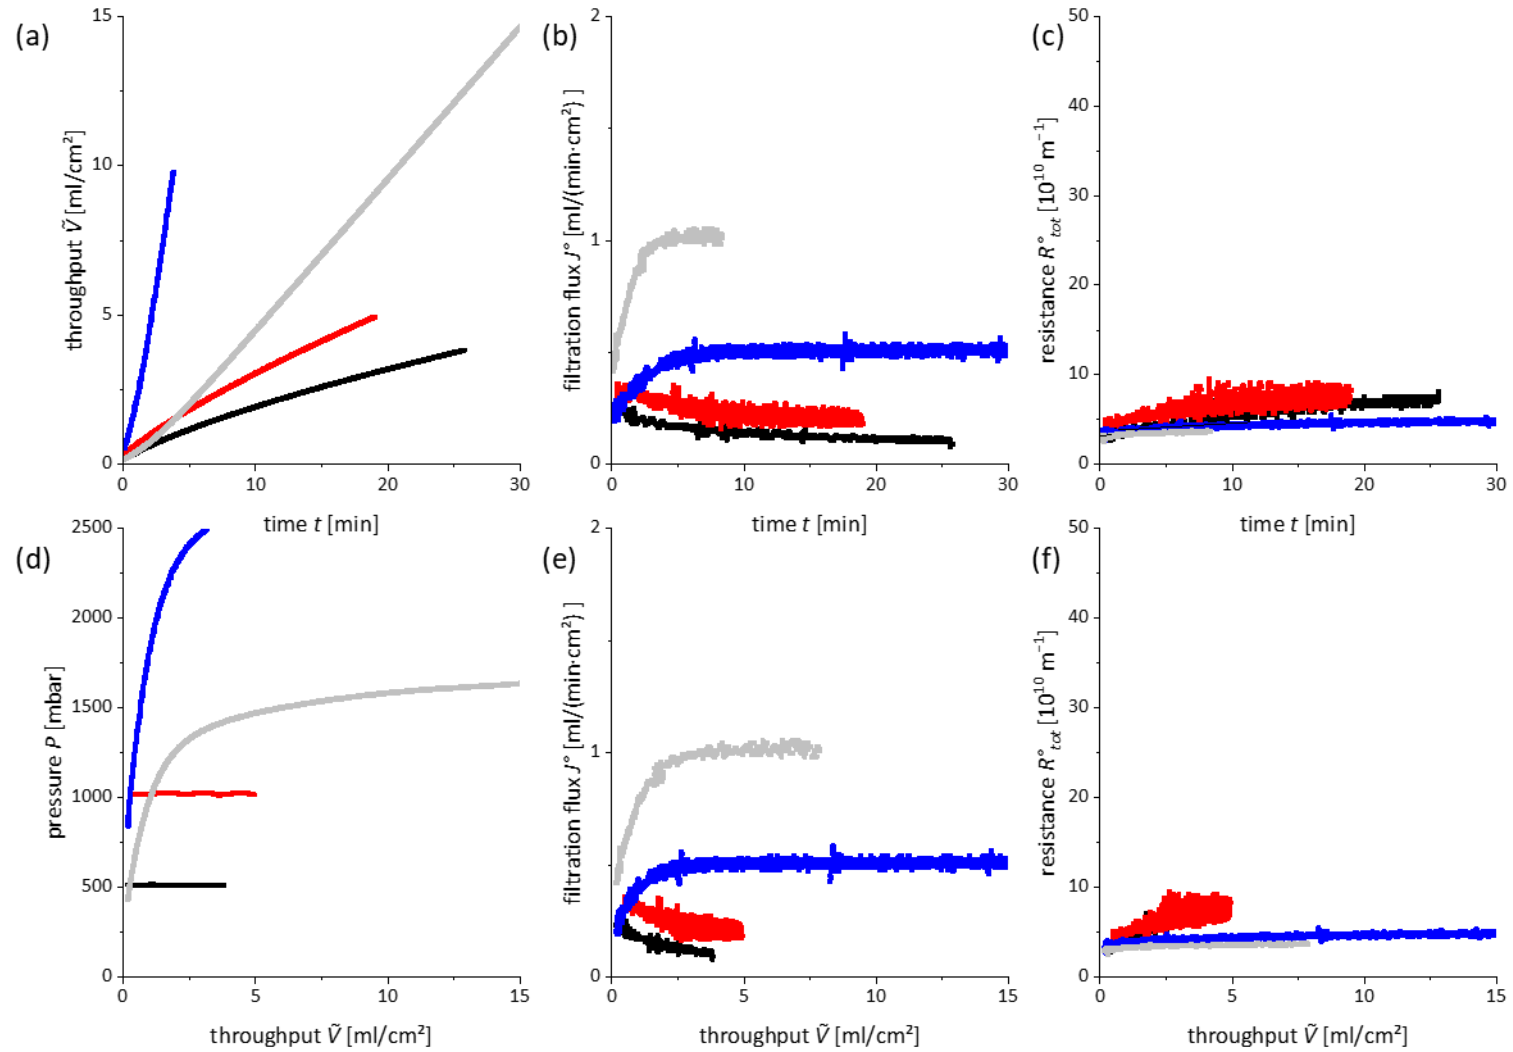 (a)
throughput Ṽ [ml/cm²]
15
10
5
0
0 10 20 30
time t [min]
(b)
filtration flux J° [ml/(min·cm²} ]
2
1
0
0 10 20 30
time t [min]
(c)
resistance R°tot [10¹⁰ m⁻¹]
50
40
30
20
10
0
0 10 20 30
time t [min]
(d)
pressure P [mbar]
2500
2000
1500
1000
500
0
0 5 10 15
throughput Ṽ [ml/cm²]
(e)
filtration flux J° [ml/(min·cm²} ]
2
1
0
0 5 10 15
throughput Ṽ [ml/cm²]
(f)
resistance R°tot [10¹⁰ m⁻¹]
50
40
30
20
10
0
0 5 10 15
throughput Ṽ [ml/cm²]